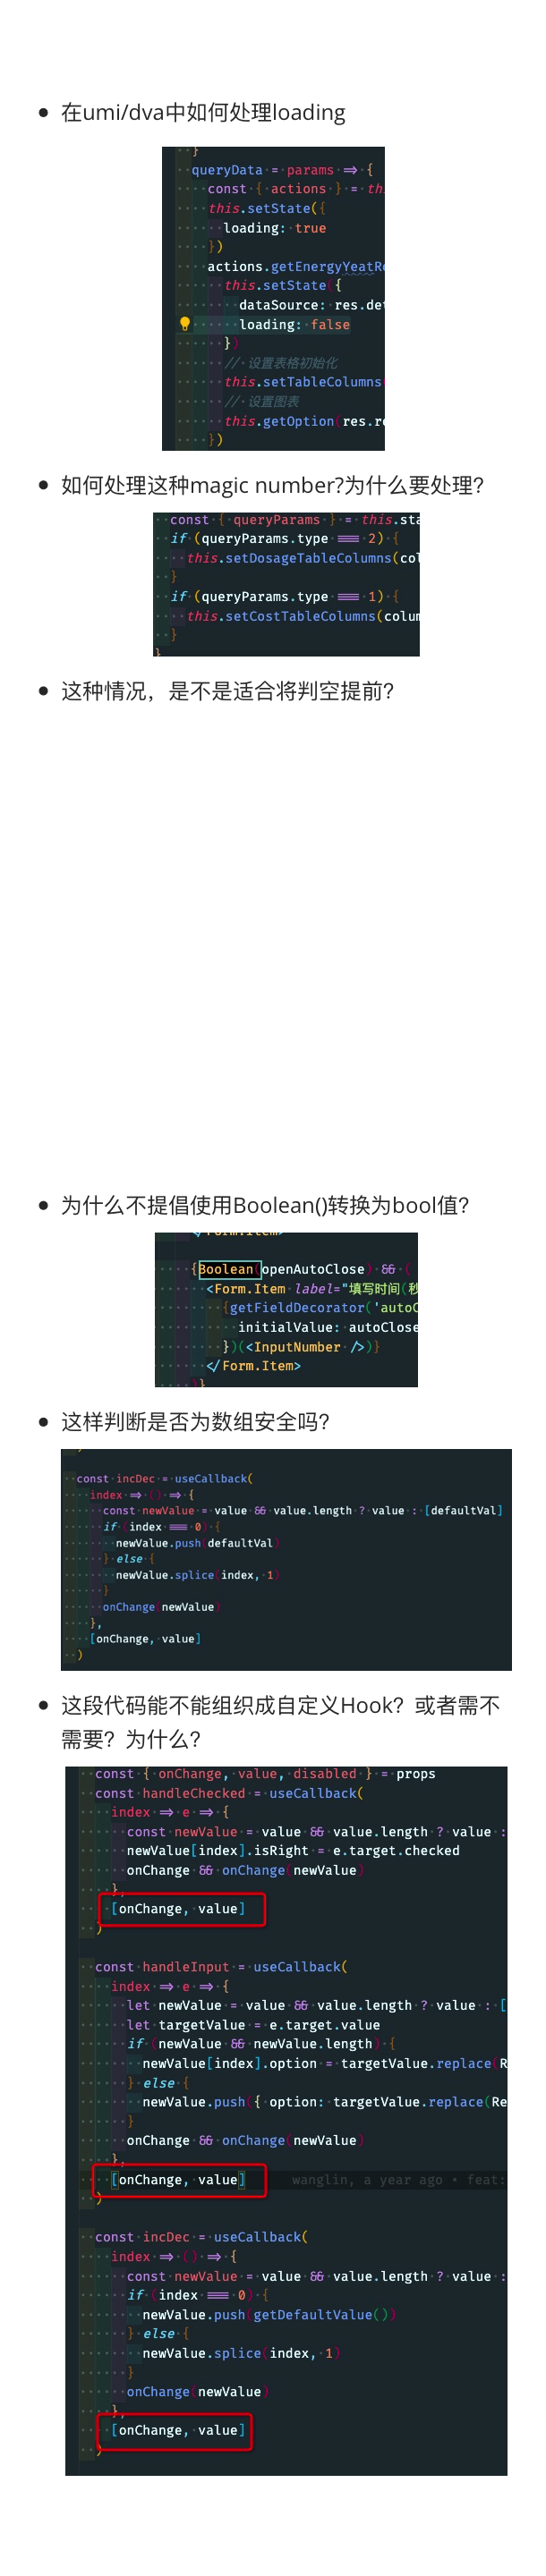 在umi/dva中如何处理loading
}
queryData = params => {
const { actions } = thi
this.setState({
loading: true
})
actions.getEnergyYeatRe
this.setState({
dataSource: res.det
loading: false
})
// 设置表格初始化
this.setTableColumns
// 设置图表
this.getOption(res.re
})
如何处理这种magic number?为什么要处理?
const { queryParams } = this.sta
if (queryParams.type === 2) {
this.setDosageTableColumns(col
}
if (queryParams.type === 1) {
this.setCostTableColumns(colum
}
}
这种情况，是不是适合将判空提前?
为什么不提倡使用Boolean()转换为bool值?
</Form.Item>
{Boolean(openAutoClose) && (
<Form.Item label="填写时间(秒
{getFieldDecorator('autoC
initialValue: autoClose
})(<InputNumber />)}
</Form.Item>
)}
这样判断是否为数组安全吗?
const incDec = useCallback(
index => () => {
const newValue = value && value.length ? value : [defaultVal]
if (index === 0) {
newValue.push(defaultVal)
} else {
newValue.splice(index, 1)
}
onChange(newValue)
},
[onChange, value]
)
这段代码能不能组织成自定义Hook？或者需不
需要？为什么?
const { onChange, value, disabled } = props
const handleChecked = useCallback(
index => e => {
const newValue = value && value.length ? value :
newValue[index].isRight = e.target.checked
onChange && onChange(newValue)
},
[onChange, value]
)
const handleInput = useCallback(
index => e => {
let newValue = value && value.length ? value : [
let targetValue = e.target.value
if (newValue && newValue.length) {
newValue[index].option = targetValue.replace(R
} else {
newValue.push({ option: targetValue.replace(Re
}
onChange && onChange(newValue)
},
[onChange, value] wanglin, a year ago • feat:
)
const incDec = useCallback(
index => () => {
const newValue = value && value.length ? value :
if (index === 0) {
newValue.push(getDefaultValue())
} else {
newValue.splice(index, 1)
}
onChange(newValue)
},
[onChange, value]
)